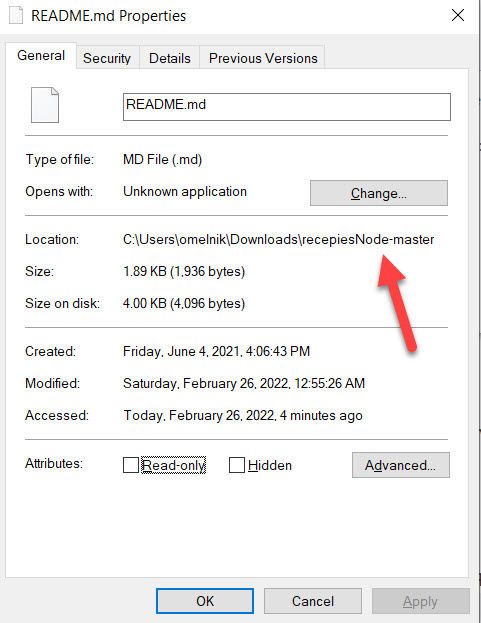 README.md Properties
General Security Details Previous Versions
README.md
Type of file: MD File (.md)
Opens with: Unknown application Change...
Location: C:\Users\omelnik\Downloads\recepiesNode-master
Size: 1.89 KB (1,936 bytes)
Size on disk: 4.00 KB (4,096 bytes)
Created: Friday, June 4, 2021, 4:06:43 PM
Modified: Saturday, February 26, 2022, 12:55:26 AM
Accessed: Today, February 26, 2022, 4 minutes ago
Attributes: Read-only Hidden Advanced...
OK Cancel Apply